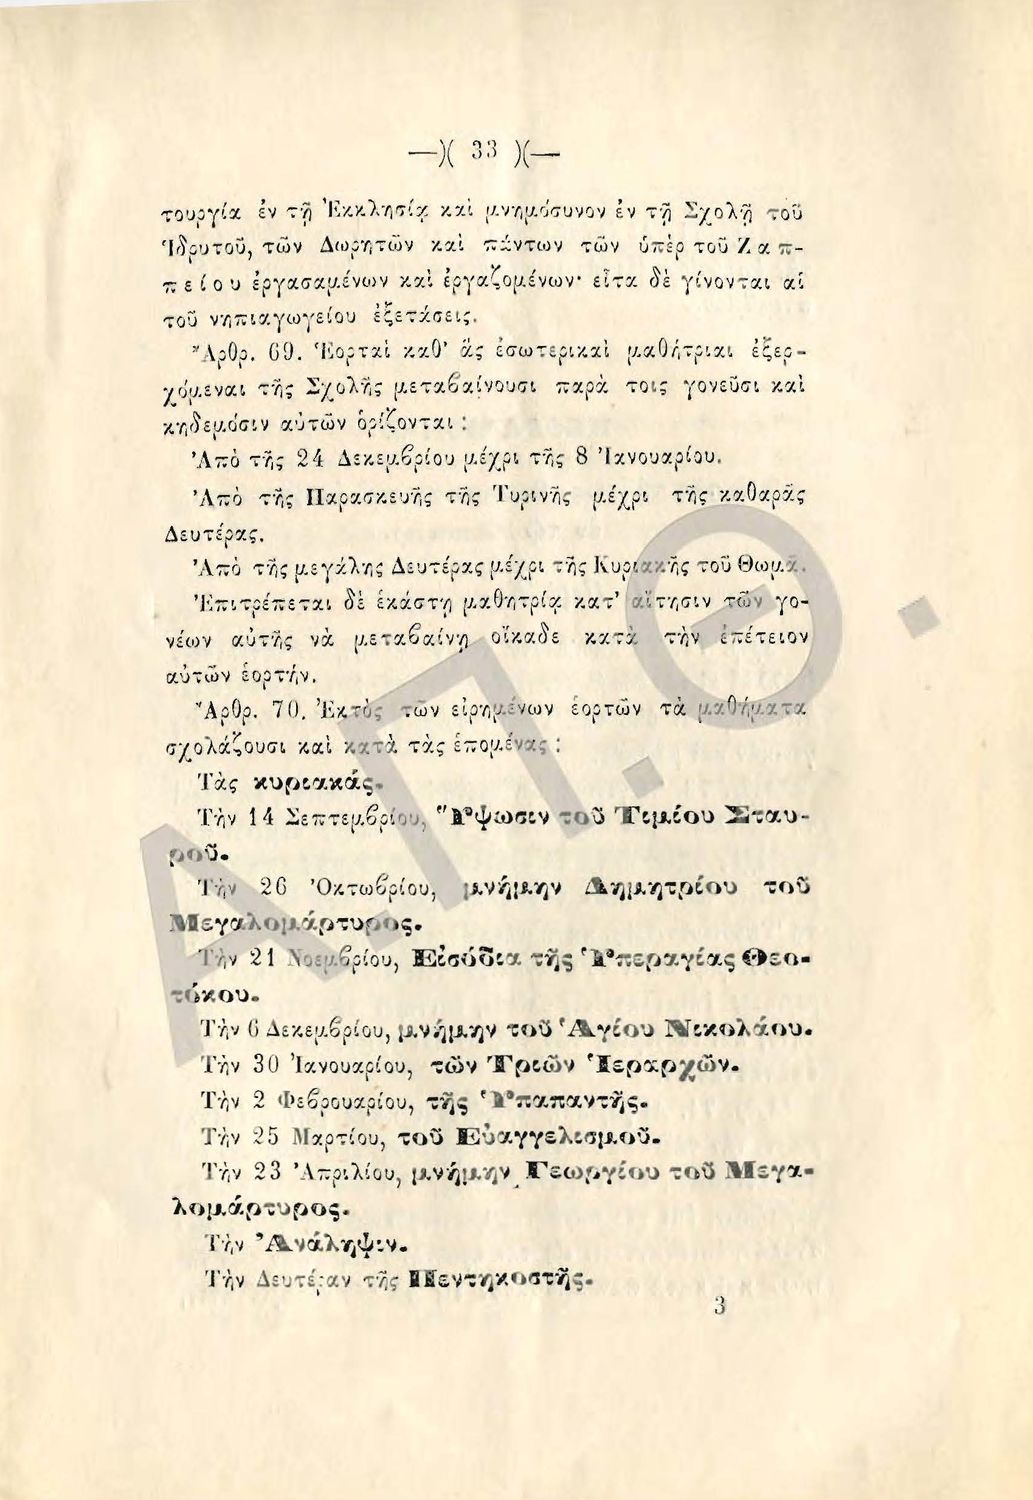 —)( 33 )(—
τουργία ἐν τῇ Ἐκκλησίᾳ καὶ μνημόσυνον ἐν τῇ Σχολῇ τοῦ
Ἱδρυτοῦ, τῶν Δωρητῶν καὶ πάντων τῶν ὑπὲρ τοῦ Ζαπ-
πείου ἐργασαμένων καὶ ἐργαζομένων· εἶτα δὲ γίνονται αἱ
τοῦ νηπιαγωγείου ἐξετάσεις.
Ἄρθρ. 69. Ἑορταὶ καθ’ ἃς ἐσωτερικαὶ μαθήτριαι ἐξερ-
χόμεναι τῆς Σχολῆς μεταβαίνουσι παρὰ τοις γονεῦσι καὶ
κηδεμόσιν αὐτῶν ὁρίζονται :
Ἀπὸ τῆς 24 Δεκεμβρίου μέχρι τῆς 8 Ἰανουαρίου.
Ἀπὸ τῆς Παρασκευῆς τῆς Τυρινῆς μέχρι τῆς καθαρᾶς
Δευτέρας.
Ἀπὸ τῆς μεγάλης Δευτέρας μέχρι τῆς Κυριακῆς τοῦ Θωμᾶ.
Ἐπιτρέπεται δὲ ἑκάστῃ μαθητρίᾳ κατ’ αἴτησιν τῶν γο-
νέων αὐτῆς νὰ μεταβαίνῃ οἴκαδε κατὰ τὴν ἐπέτειον
αὐτῶν ἑορτήν.
Ἄρθρ. 70. Ἐκτὸς τῶν εἰρημένων ἑορτῶν τὰ μαθήματα
σχολάζουσι καὶ κατὰ τὰς ἑπομένας :
Τὰς κυριακάς.
Τὴν 14 Σεπτεμβρίου, Ὕψωσιν τοῦ Τιμίου Σταυ-
ροῦ.
Τὴν 26 Ὀκτωβρίου, μνήμην Δημητρίου τοῦ
Μεγαλομάρτυρος.
Τὴν 21 Νοεμβρίου, Εἰσόδια τῆς Ὑπεραγίας Θεο-
τόκου.
Τὴν 6 Δεκεμβρίου, μνήμην τοῦ Ἁγίου Νικολάου.
Τὴν 30 Ἰανουαρίου, τῶν Τριῶν Ἱεραρχῶν.
Τὴν 2 Φεβρουαρίου, τῆς Ὑπαπαντῆς.
Τὴν 25 Μαρτίου, τοῦ Εὐαγγελισμοῦ.
Τὴν 23 Ἀπριλίου, μνήμην Γεωργίου τοῦ Μεγα-
λομάρτυρος.
Τὴν Ἀνάληψιν.
Τὴν Δευτέραν τῆς Πεντηκοστῆς.
3
Α.Π.Θ.